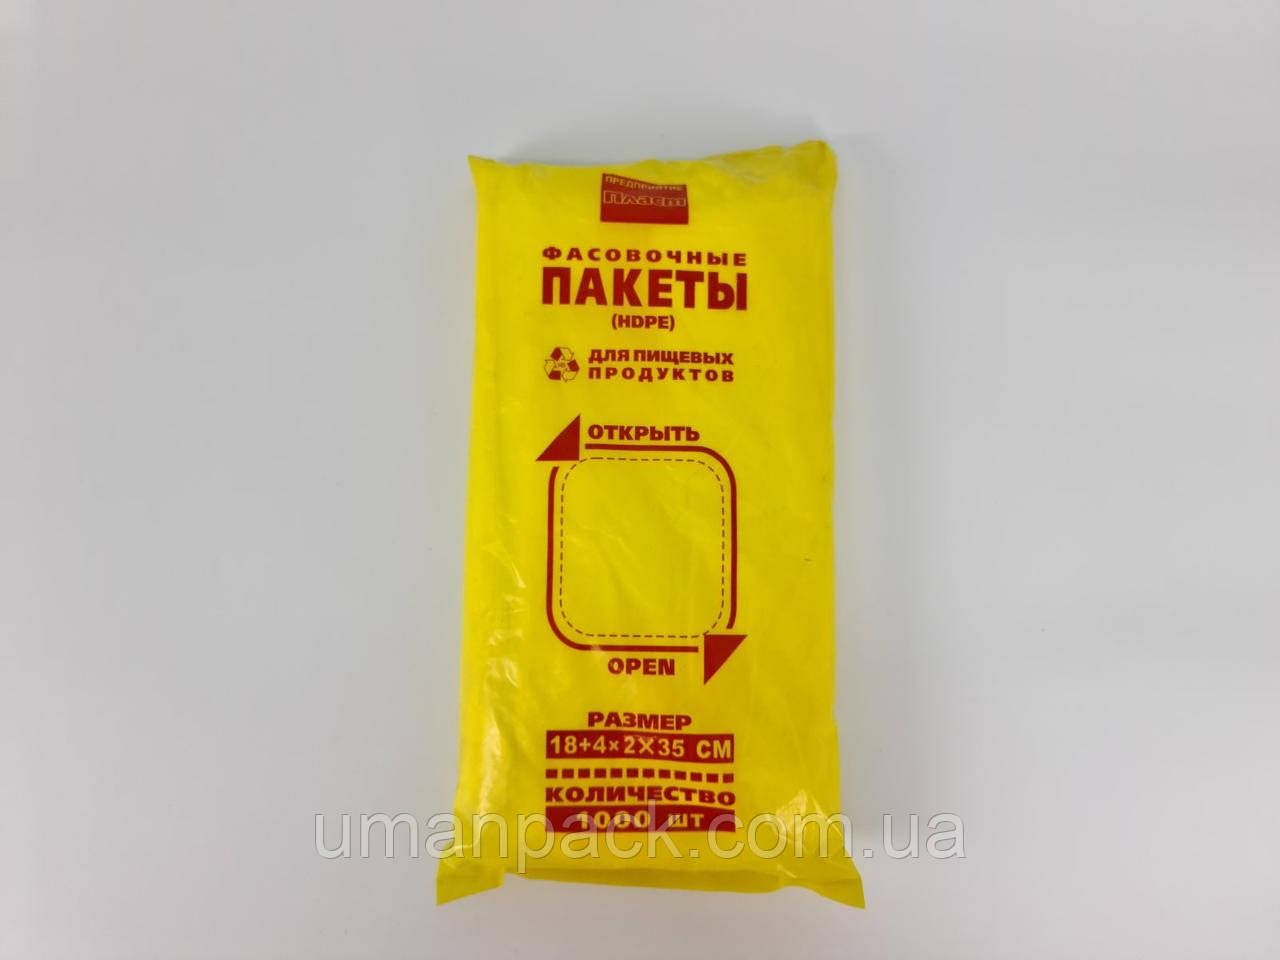 ПРЕДПРИЯТИЕ
Пласт
ФАСОВОЧНЫЕ
ПАКЕТЫ
(HDPE)
ДЛЯ ПИЩЕВЫХ
ПРОДУКТОВ
ОТКРЫТЬ
OPEN
РАЗМЕР
18+4×2×35 СМ
КОЛИЧЕСТВО
1000 шт
umanpack.com.ua